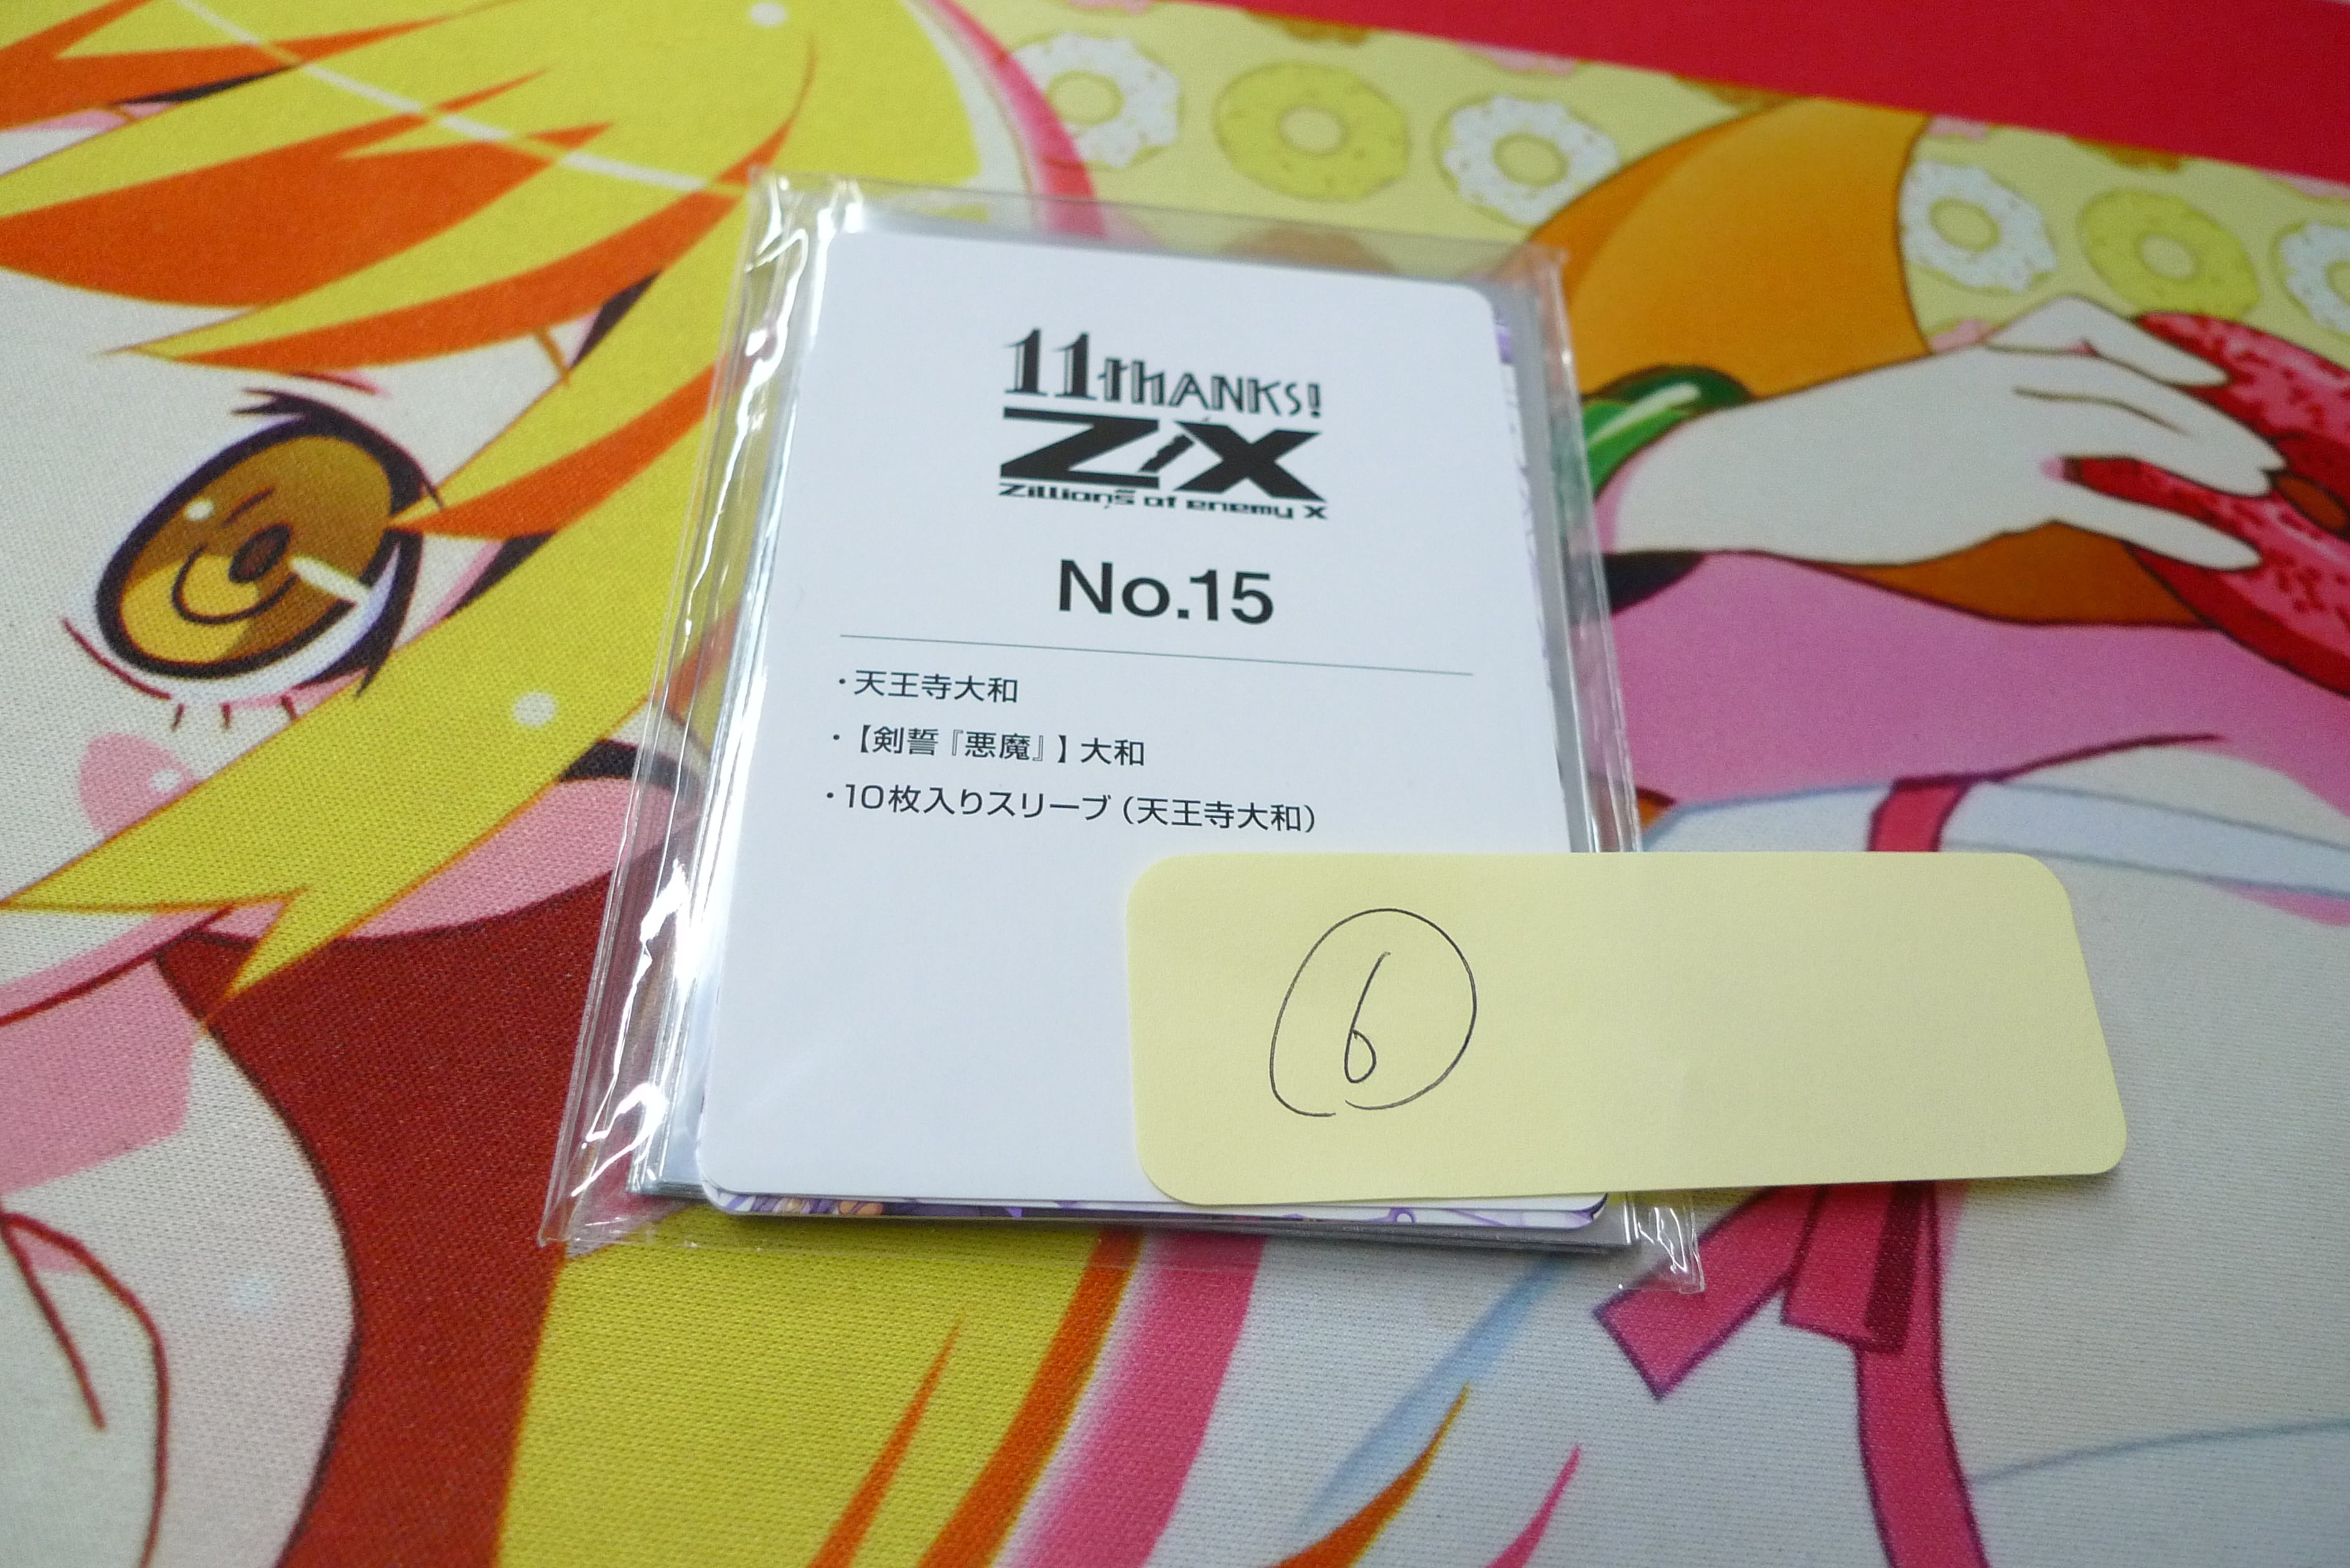 11THANKS!
Z/X
Zillions of enemy X
No.15
・天王寺大和
・【剣誓『悪魔』】大和
・10枚入りスリーブ（天王寺大和）
⑥